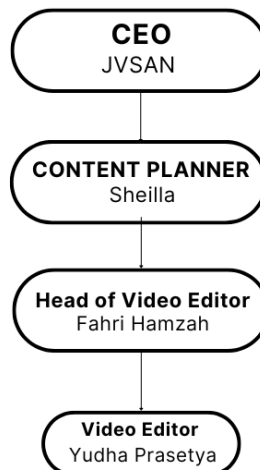 CEO
JVSAN
CONTENT PLANNER
Sheilla
Head of Video Editor
Fahri Hamzah
Video Editor
Yudha Prasetya